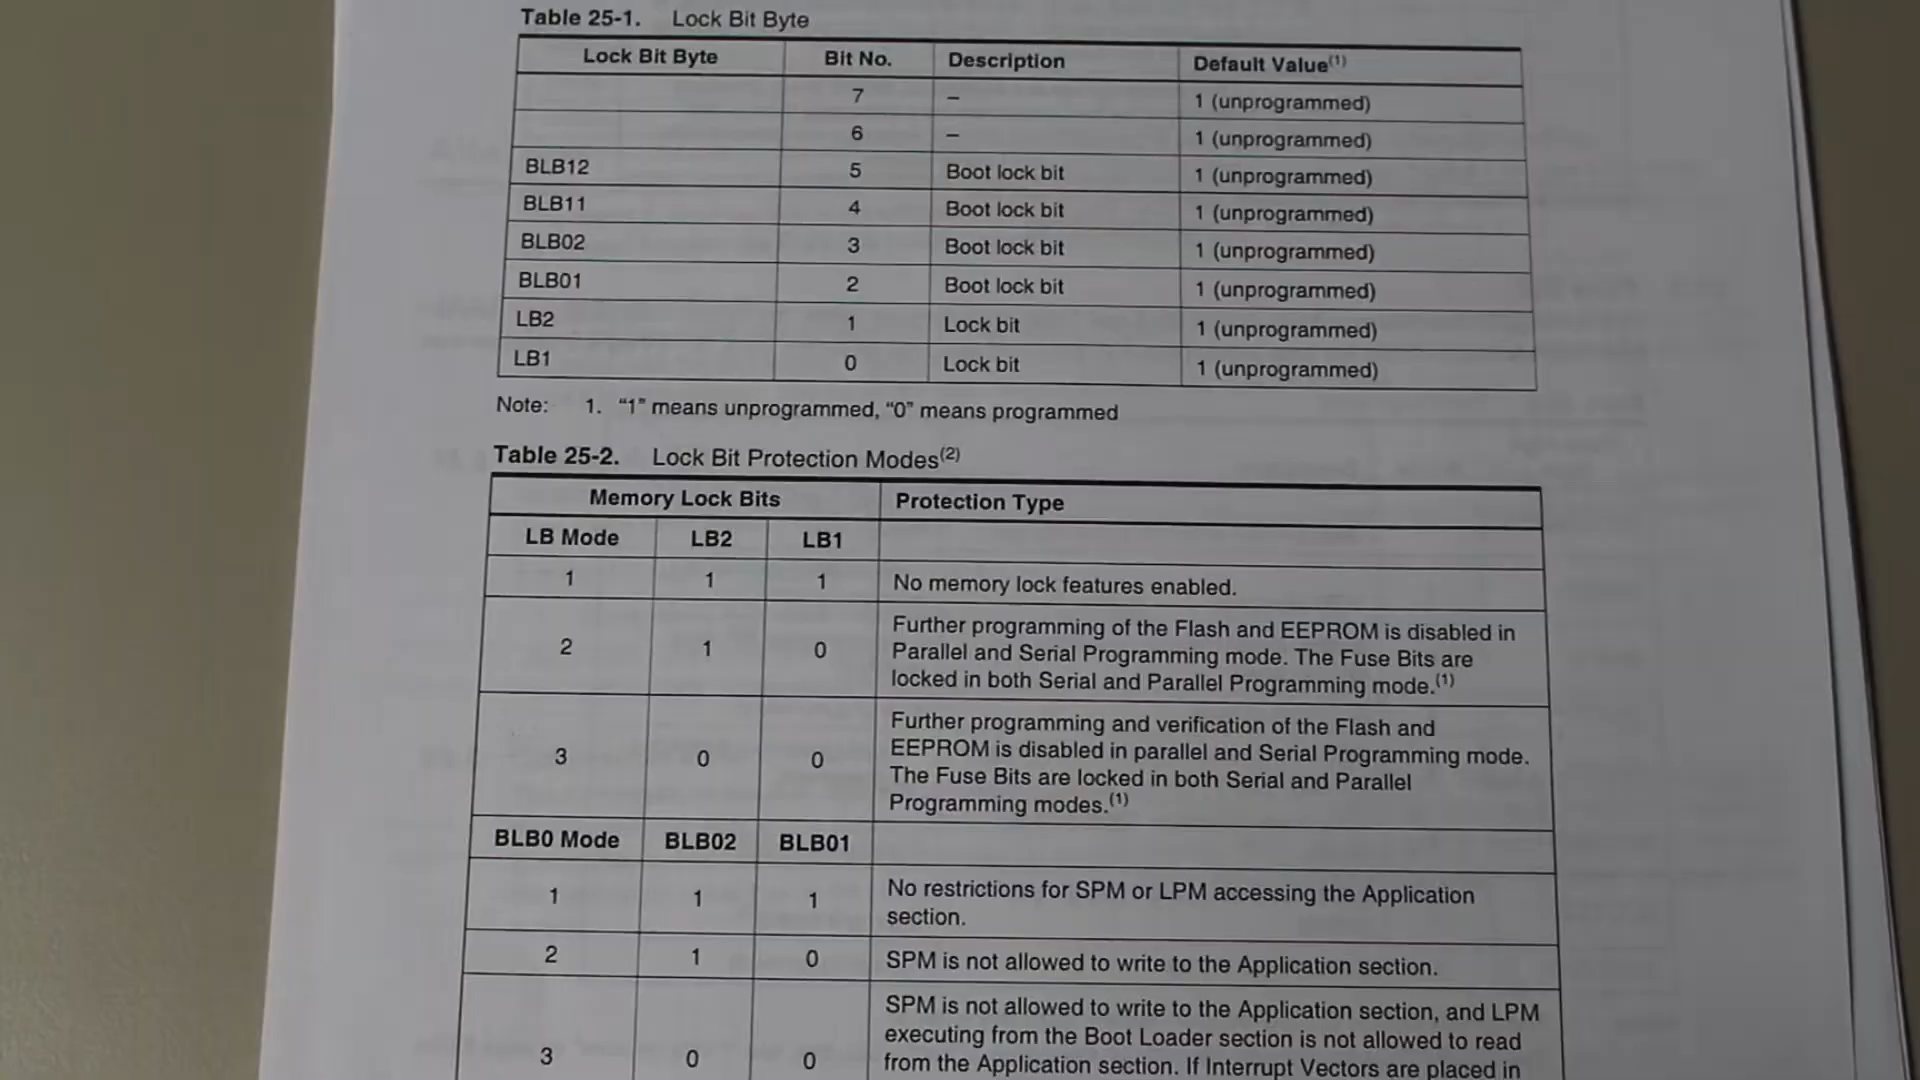 Table 25-1. Lock Bit Byte
Lock Bit Byte Bit No. Description Default Value(1)
7 – 1 (unprogrammed)
6 – 1 (unprogrammed)
BLB12 5 Boot lock bit 1 (unprogrammed)
BLB11 4 Boot lock bit 1 (unprogrammed)
BLB02 3 Boot lock bit 1 (unprogrammed)
BLB01 2 Boot lock bit 1 (unprogrammed)
LB2 1 Lock bit 1 (unprogrammed)
LB1 0 Lock bit 1 (unprogrammed)
Note: 1. “1” means unprogrammed, “0” means programmed
Table 25-2. Lock Bit Protection Modes(2)
Memory Lock Bits Protection Type
LB Mode LB2 LB1
1 1 1 No memory lock features enabled.
2 1 0 Further programming of the Flash and EEPROM is disabled in
Parallel and Serial Programming mode. The Fuse Bits are
locked in both Serial and Parallel Programming mode.(1)
3 0 0 Further programming and verification of the Flash and
EEPROM is disabled in parallel and Serial Programming mode.
The Fuse Bits are locked in both Serial and Parallel
Programming modes.(1)
BLB0 Mode BLB02 BLB01
1 1 1 No restrictions for SPM or LPM accessing the Application
section.
2 1 0 SPM is not allowed to write to the Application section.
3 0 0 SPM is not allowed to write to the Application section, and LPM
executing from the Boot Loader section is not allowed to read
from the Application section. If Interrupt Vectors are placed in